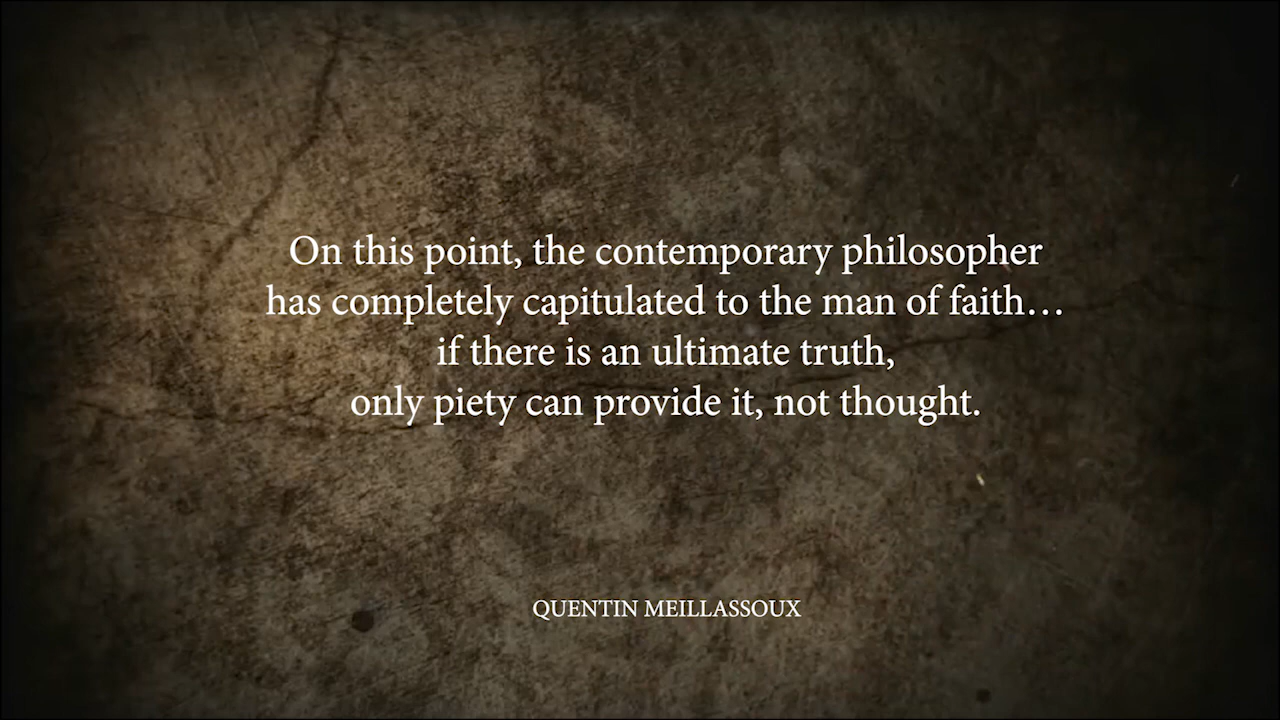 On this point, the contemporary philosopher
has completely capitulated to the man of faith…
if there is an ultimate truth,
only piety can provide it, not thought.
QUENTIN MEILLASSOUX